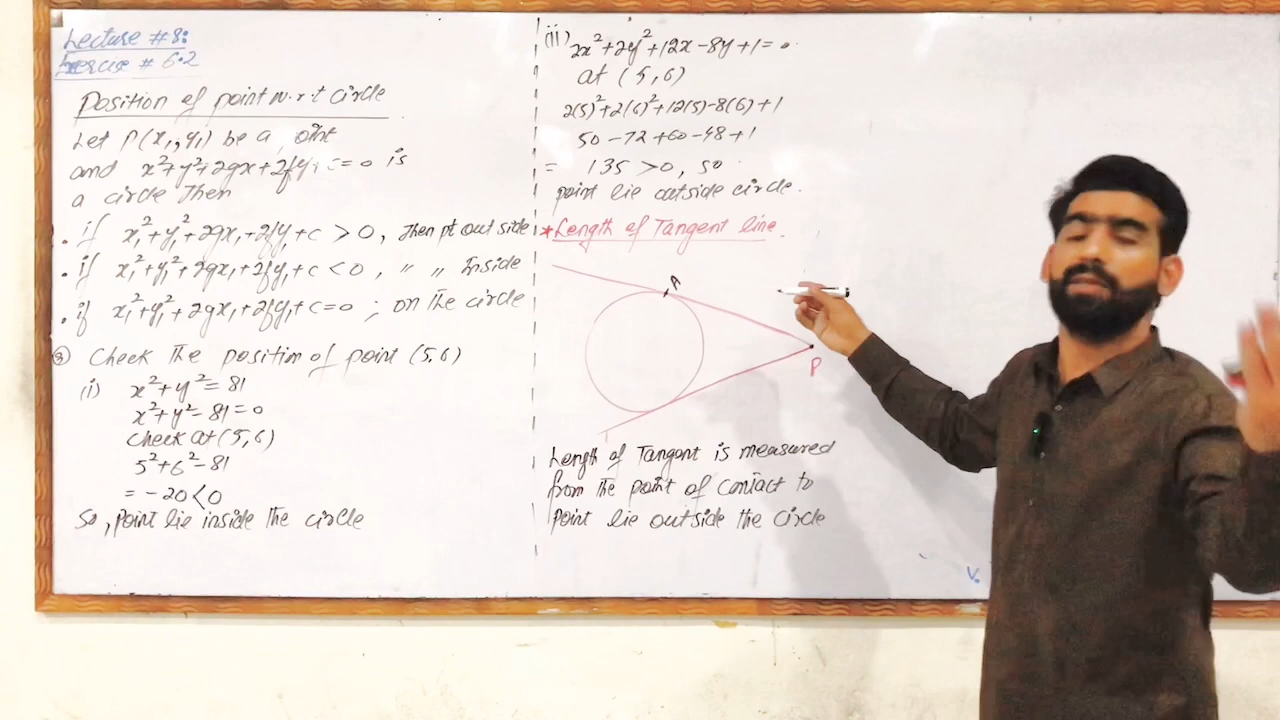 Lecture #8:
Exercise # 6.2
Position of point w.r.t circle
Let P(x₁,y₁) be a oint
and x²+y²+2gx+2fy+c=0 is
a circle Then
. if x₁²+y₁²+2gx₁+2fy₁+c > 0, Then pt out side
. if x₁²+y₁²+2gx₁+2fy₁+c < 0, " " Inside
. if x₁²+y₁²+2gx₁+2fy₁+c=0 ; on The circle
Q Check The position of point (5,6)
(i) x²+y²=81
x²+y²-81=0
Check at (5,6)
5²+6²-81
= -20<0
So, point lie inside The circle
(ii) 2x²+2y²+12x-8y+1=0
at (5,6)
2(5)²+2(6)²+12(5)-8(6)+1
50-72+60-48+1
= 135 >0, so
point lie outside circle.
*Length of Tangent line.
A
P
Length of Tangent is measured
from The point of contact to
point lie outside the circle
V.